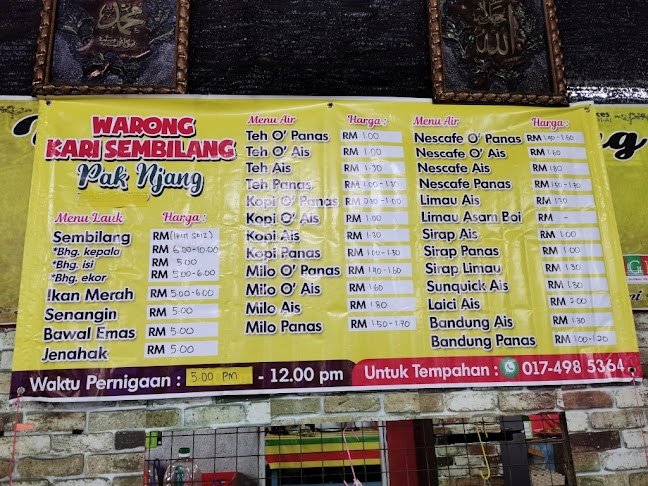 WARONG
KARI SEMBILANG
Pak Njang
Menu Lauk Harga :
Sembilang RM (Ikut Saiz)
*Bhg. kepala RM 6.00-10.00
*Bhg. isi RM 5.00
*Bhg. ekor RM 5.00-6.00
Ikan Merah RM 5.00-6.00
Senangin RM 5.00
Bawal Emas RM 5.00
Jenahak RM 5.00
Menu Air Harga :
Teh O' Panas RM 1.00
Teh O' Ais RM 1.00
Teh Ais RM 1.30
Teh Panas RM 1.00-1.30
Kopi O' Panas RM 0.80-1.00
Kopi O' Ais RM 1.00
Kopi Ais RM 1.30
Kopi Panas RM 1.00-1.30
Milo O' Panas RM 1.40-1.60
Milo O' Ais RM 1.60
Milo Ais RM 1.80
Milo Panas RM 1.50-1.70
Menu Air Harga :
Nescafe O' Panas RM 1.40-1.60
Nescafe O' Ais RM 1.60
Nescafe Ais RM 1.80
Nescafe Panas RM 1.50-1.70
Limau Ais RM 1.30
Limau Asam Boi RM -
Sirap Ais RM 1.00
Sirap Panas RM 1.00
Sirap Limau RM 1.30
Sunquick Ais RM 1.30
Laici Ais RM 2.00
Bandung Ais RM 1.30
Bandung Panas RM 1.00-1.20
Waktu Pernigaan : 5.00 PM - 12.00 pm
Untuk Tempahan : 017-498 5364